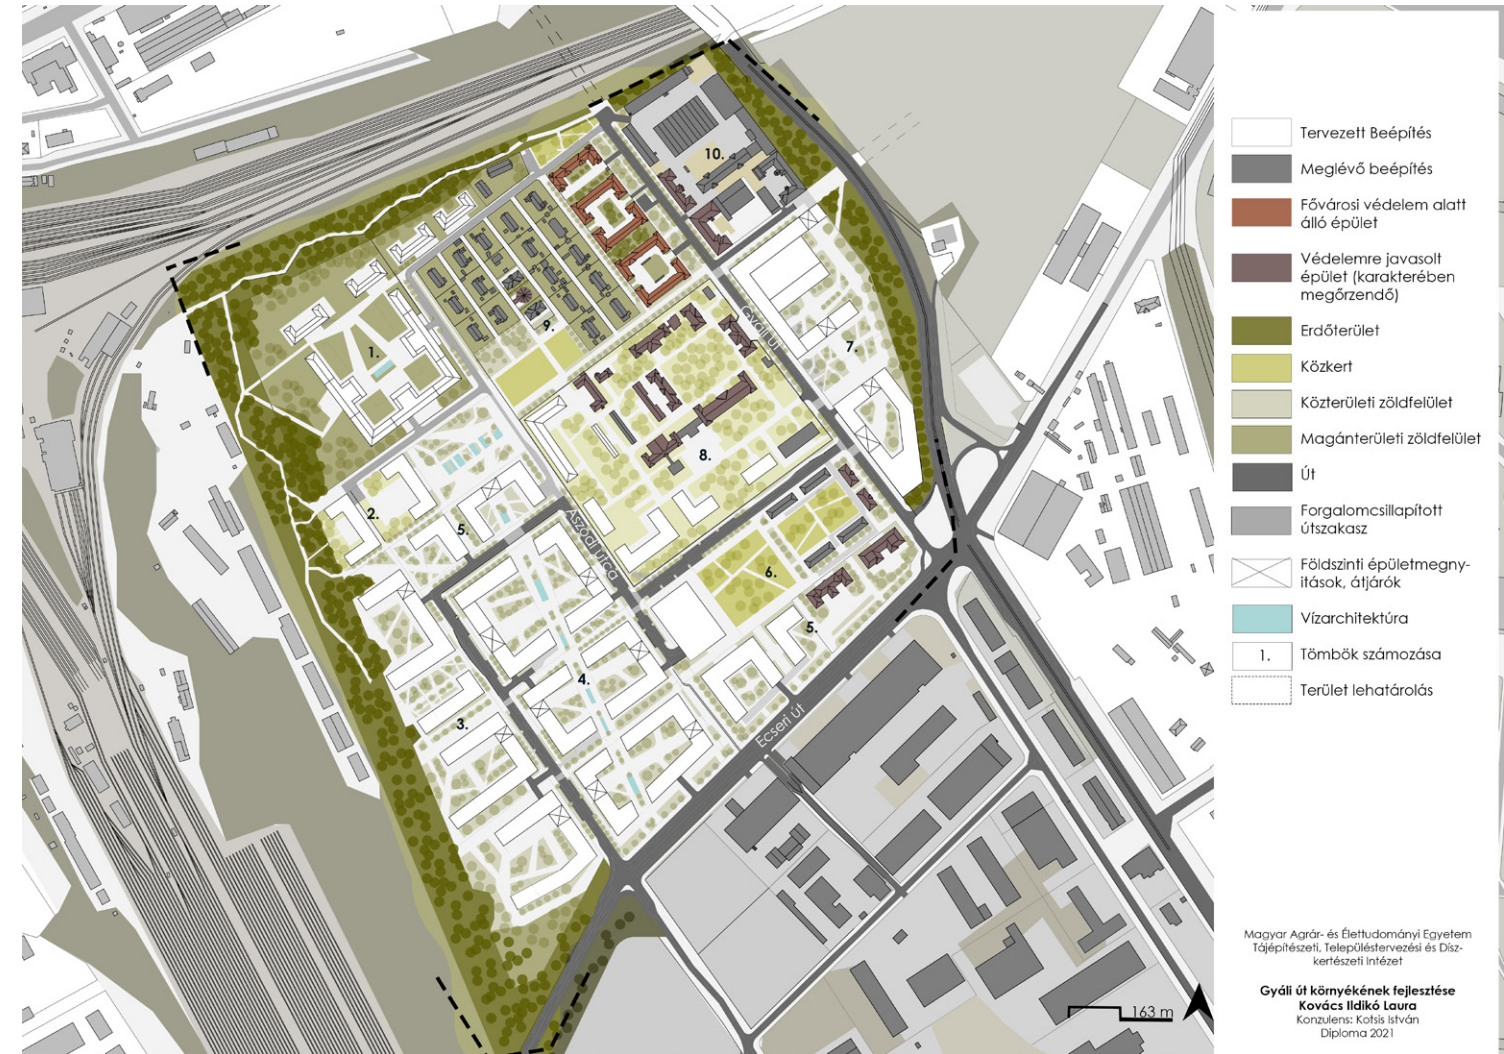 10.
9.
1.
7.
Gyáli út
8.
2.
5.
Aszódi utca
6.
5.
4.
3.
Ecseri út
163 m
Tervezett Beépítés
Meglévő beépítés
Fővárosi védelem alatt
álló épület
Védelemre javasolt
épület (karakterében
megőrzendő)
Erdőterület
Közkert
Közterületi zöldfelület
Magánterületi zöldfelület
Út
Forgalomcsillapított
útszakasz
Földszinti épületmegny-
itások, átjárók
Vízarchitektúra
1.
Tömbök számozása
Terület lehatárolás
Magyar Agrár- és Élettudományi Egyetem
Tájépítészeti, Településtervezési és Dísz-
kertészeti Intézet
Gyáli út környékének fejlesztése
Kovács Ildikó Laura
Konzulens: Kotsis István
Diploma 2021